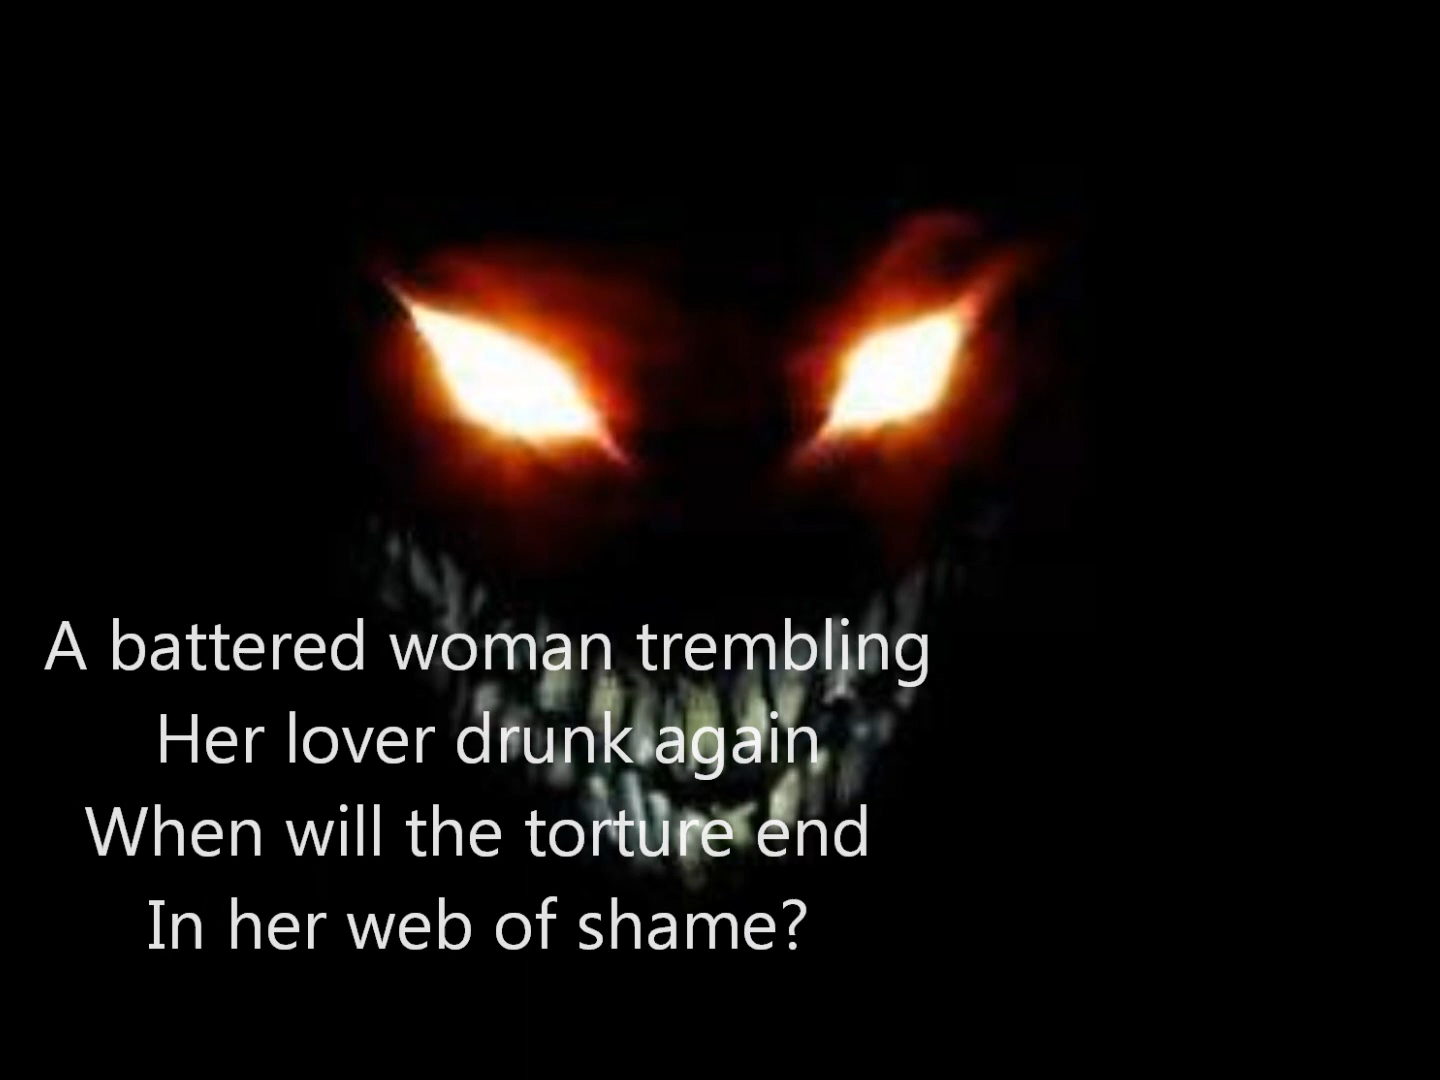 A battered woman trembling
Her lover drunk again
When will the torture end
In her web of shame?